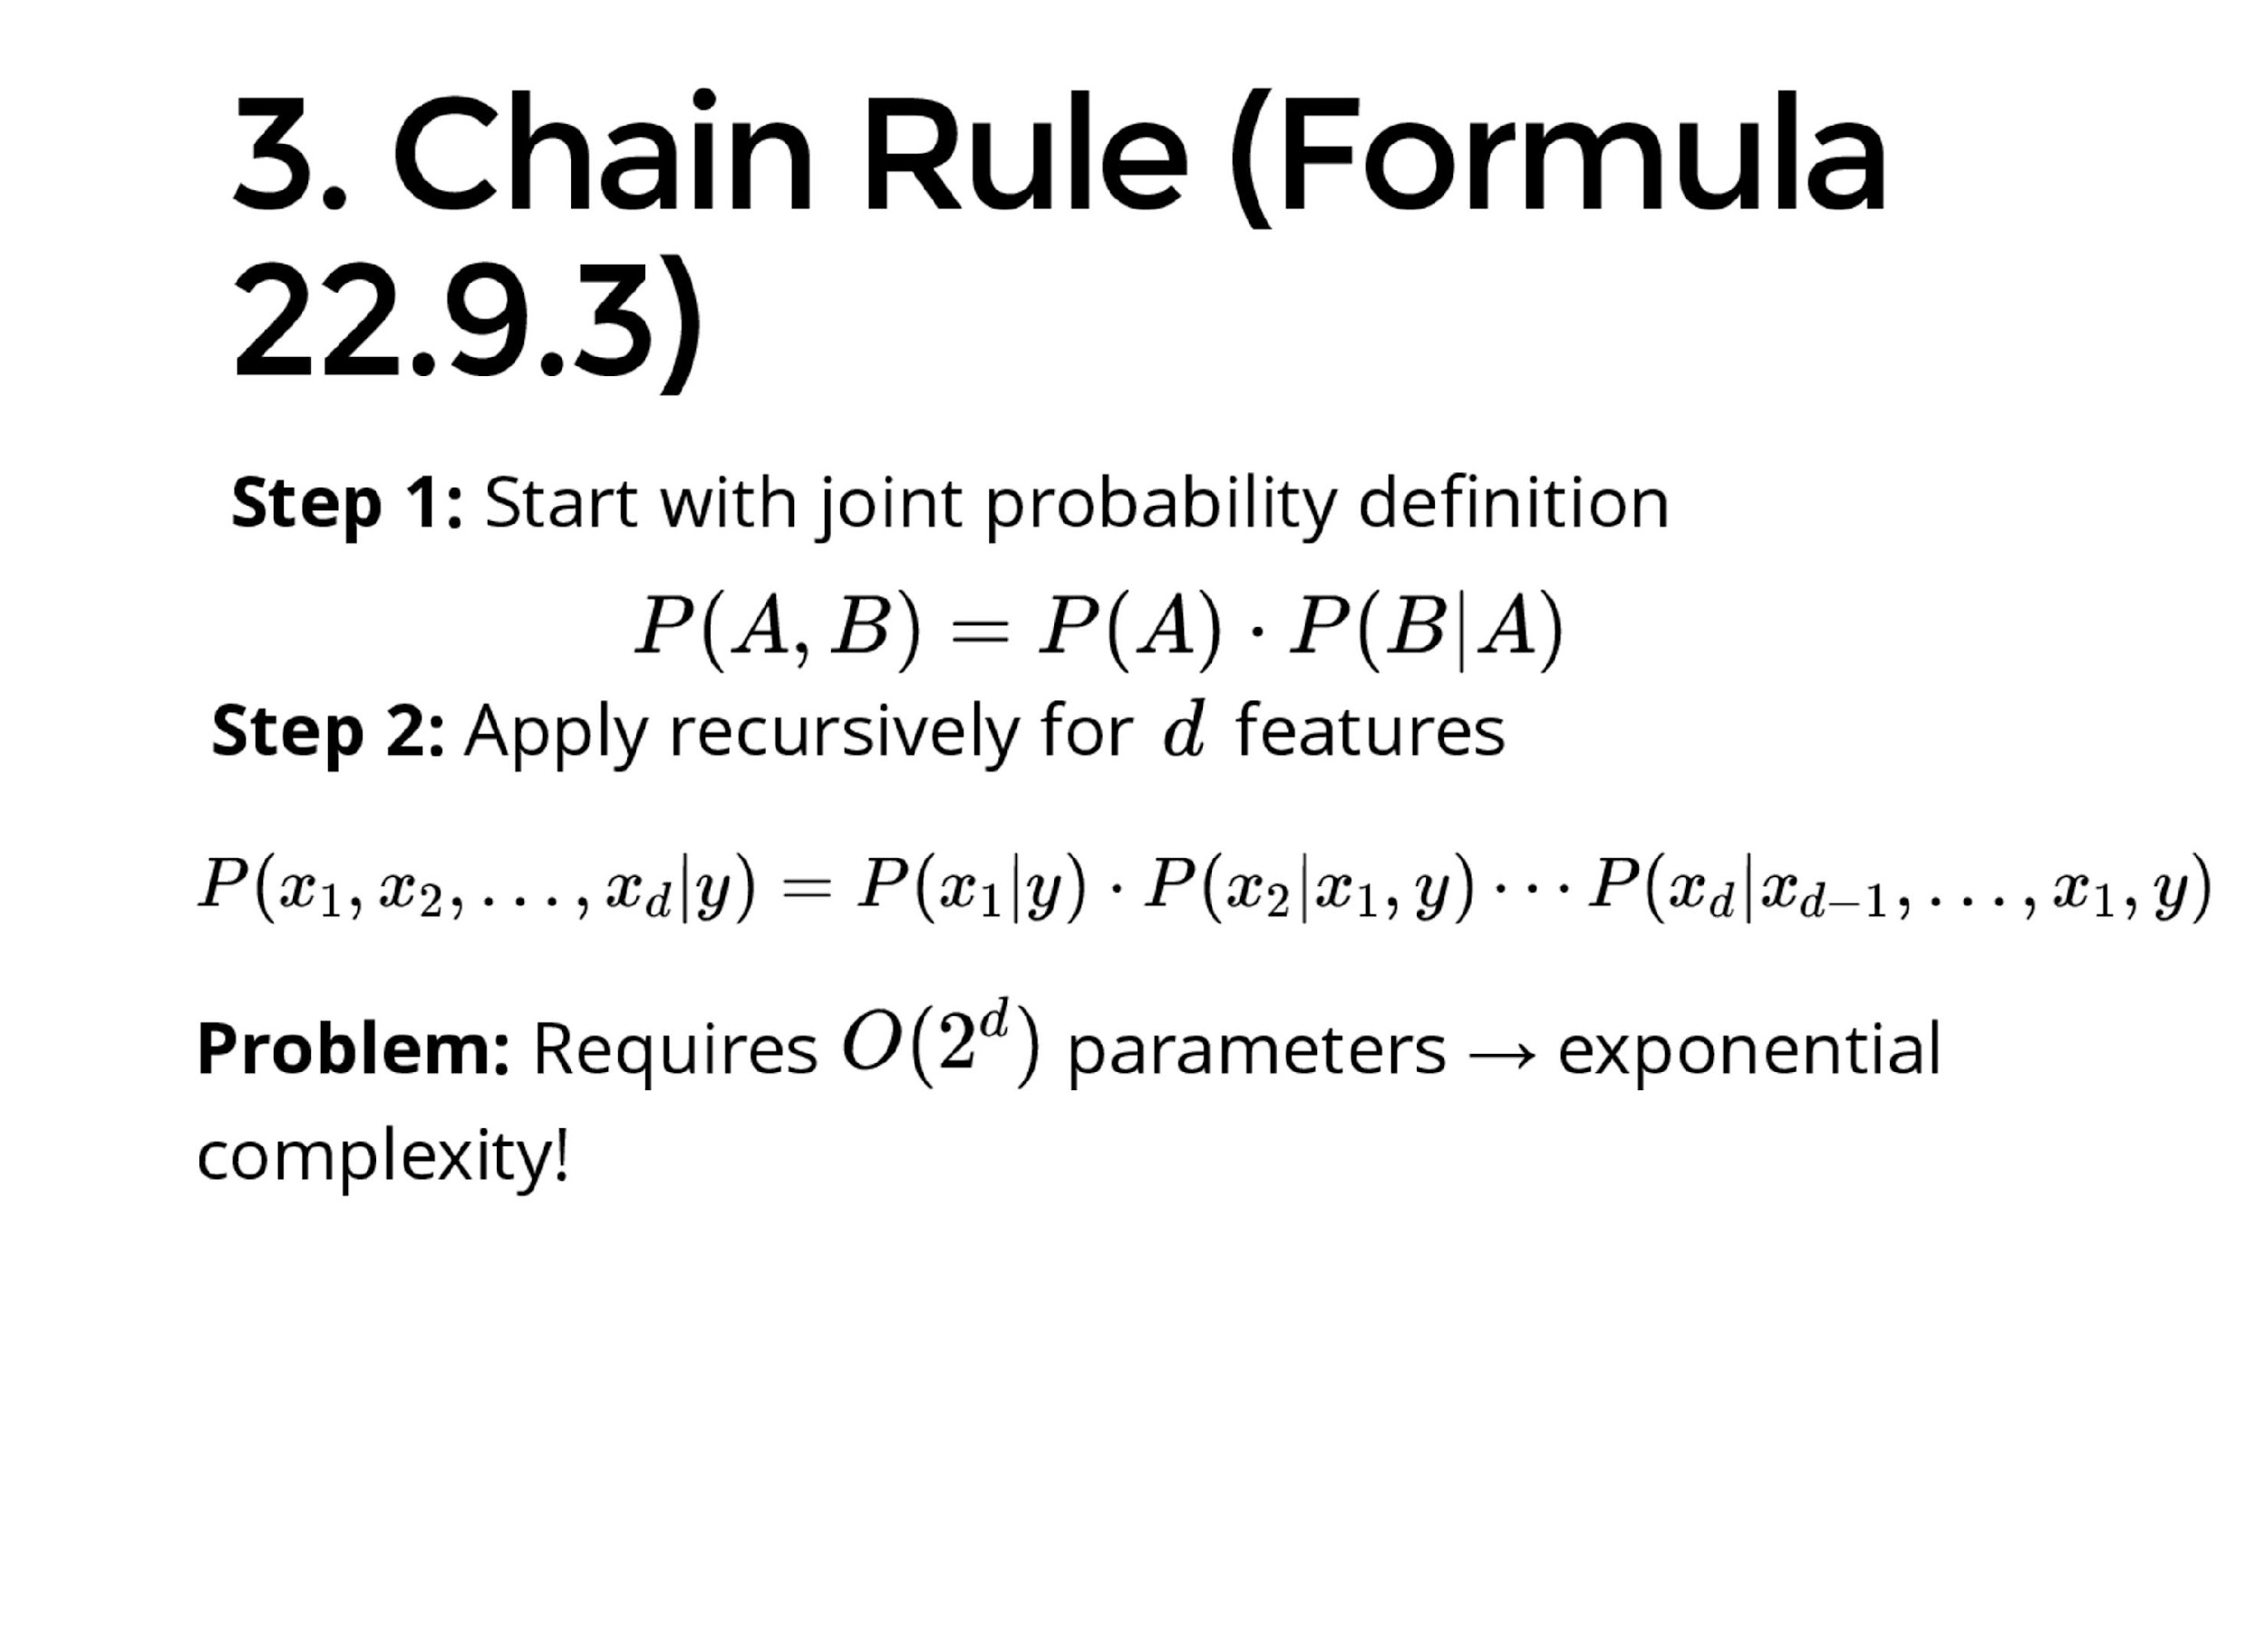 3. Chain Rule (Formula
22.9.3)
Step 1: Start with joint probability definition
P(A, B) = P(A) · P(B|A)
Step 2: Apply recursively for d features
P(x₁, x₂, …, x_d|y) = P(x₁|y) · P(x₂|x₁, y) ⋯ P(x_d|x_{d−1}, …, x₁, y)
Problem: Requires O(2^d) parameters → exponential
complexity!